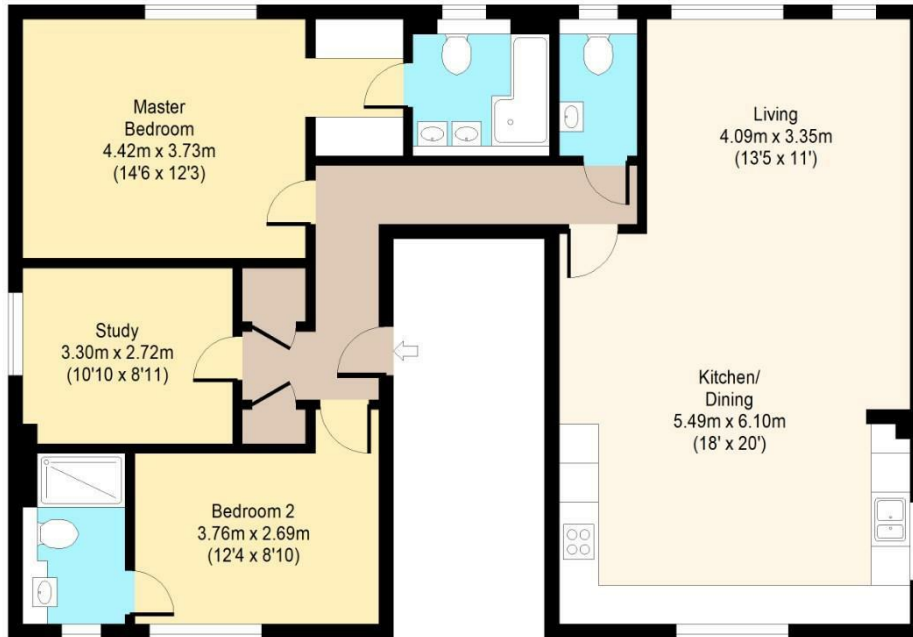 Master
Bedroom
4.42m x 3.73m
(14'6 x 12'3)
Living
4.09m x 3.35m
(13'5 x 11')
Study
3.30m x 2.72m
(10'10 x 8'11)
Kitchen/
Dining
5.49m x 6.10m
(18' x 20')
Bedroom 2
3.76m x 2.69m
(12'4 x 8'10)